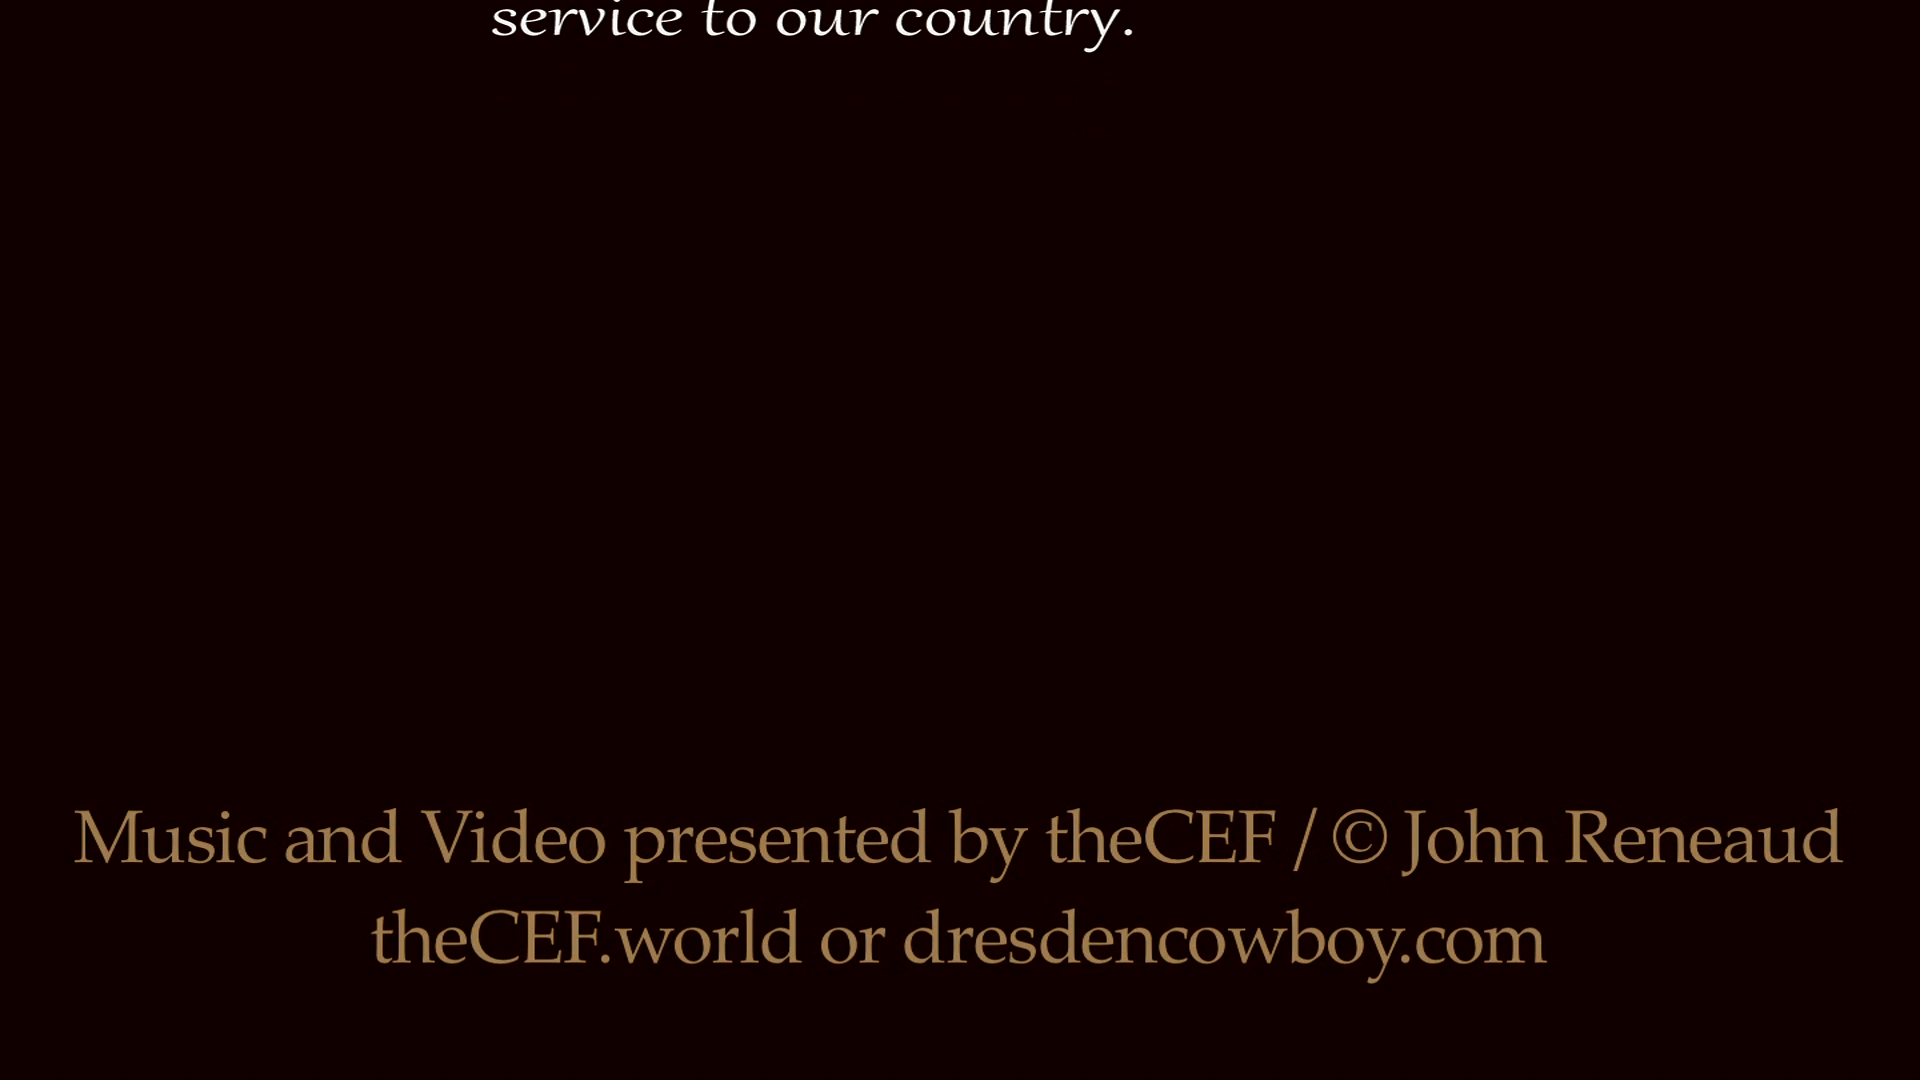 service to our country.
Music and Video presented by theCEF / © John Reneaud
theCEF.world or dresdencowboy.com